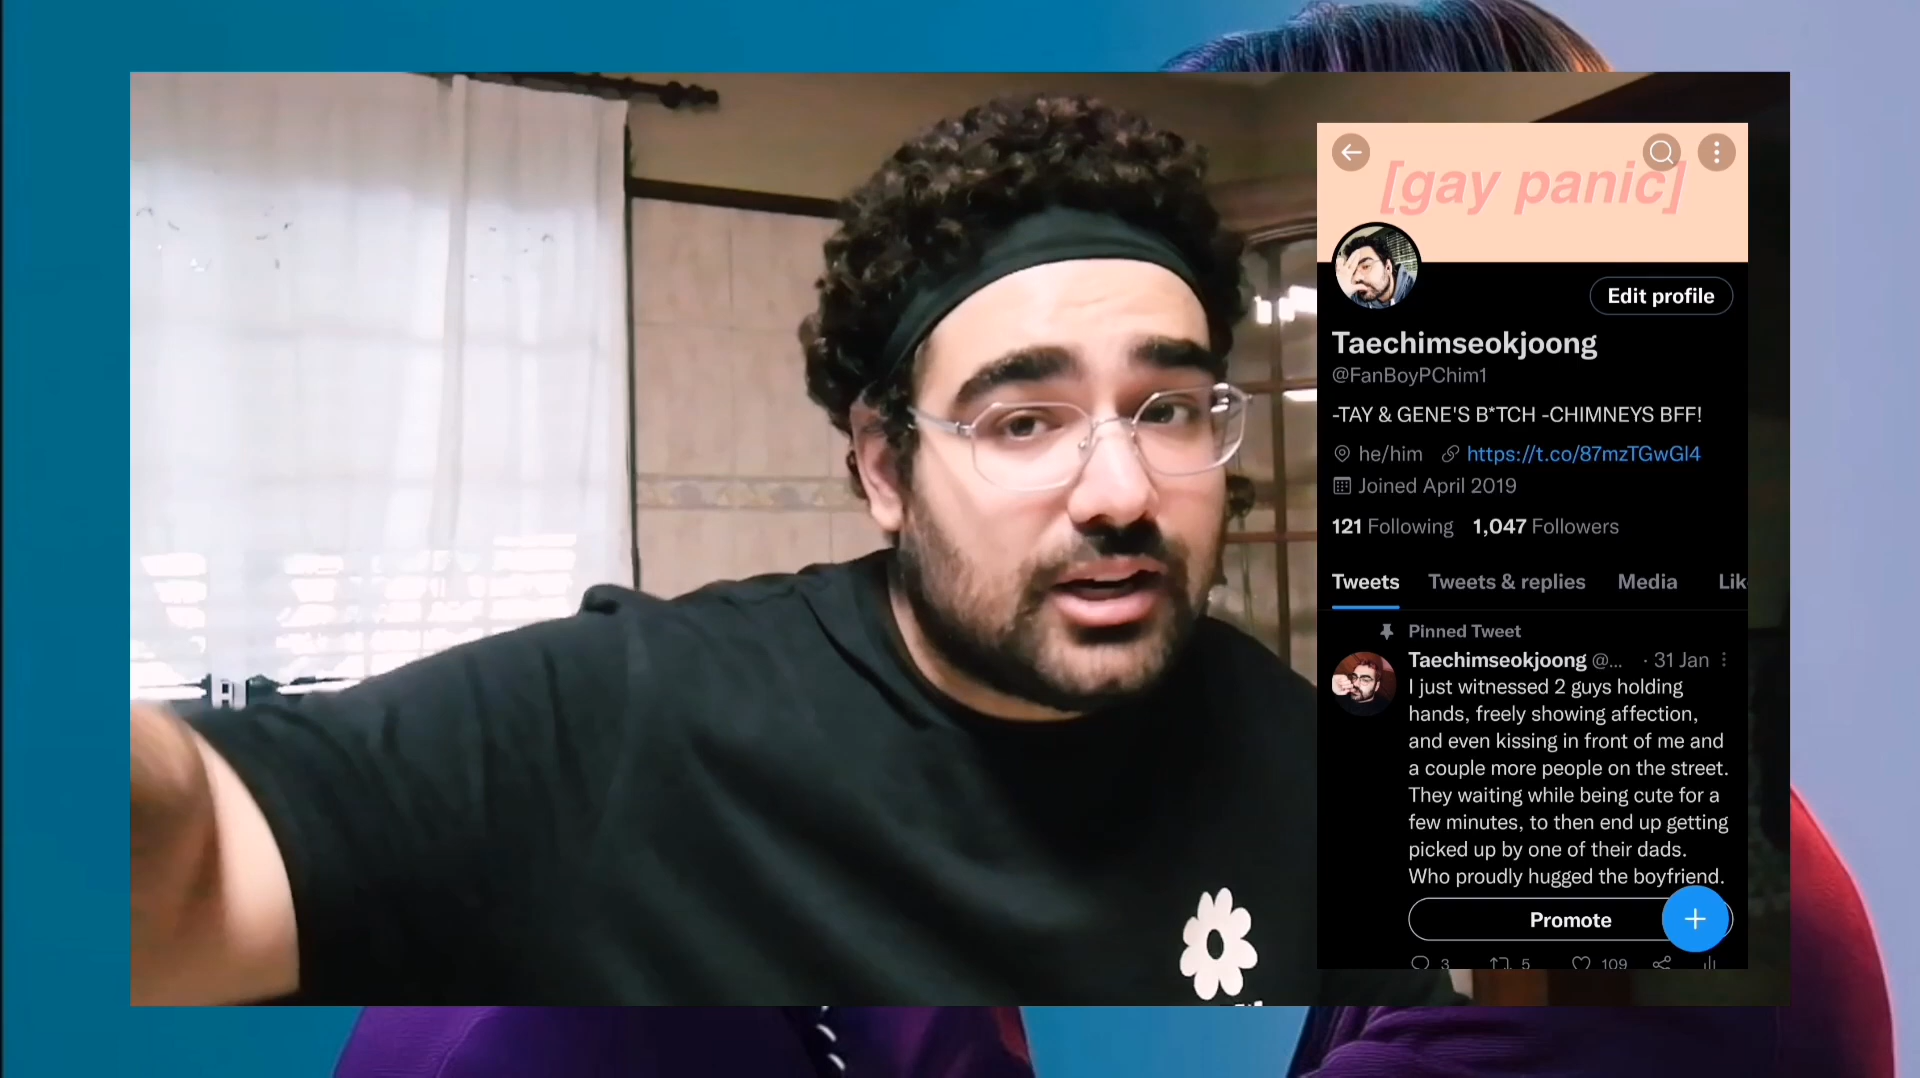 [gay panic]
Edit profile
Taechimseokjoong
@FanBoyPChim1
-TAY & GENE'S B*TCH -CHIMNEYS BFF!
he/him https://t.co/87mzTGwGl4
Joined April 2019
121 Following 1,047 Followers
Tweets Tweets & replies Media Lik
Pinned Tweet
Taechimseokjoong @... · 31 Jan
I just witnessed 2 guys holding
hands, freely showing affection,
and even kissing in front of me and
a couple more people on the street.
They waiting while being cute for a
few minutes, to then end up getting
picked up by one of their dads.
Who proudly hugged the boyfriend.
Promote
3 5 109